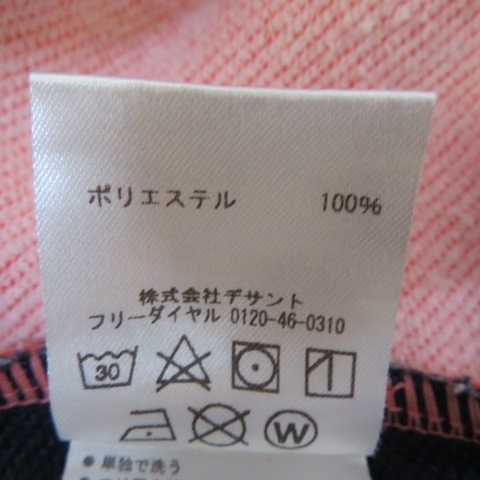 ポリエステル 100%
株式会社デサント
フリーダイヤル 0120-46-0310
30
W
● 単独で洗う